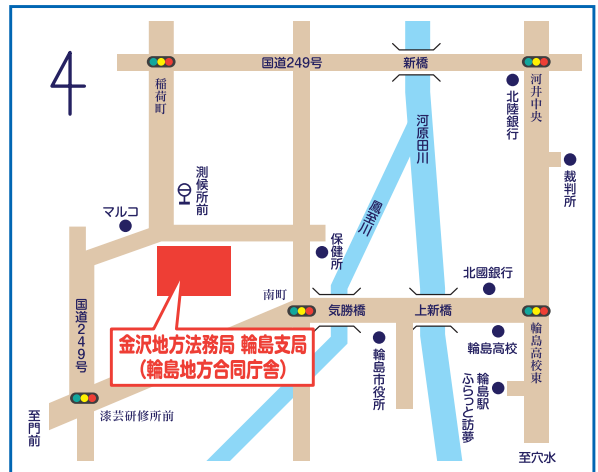 4
国道249号
新橋
稲荷町
河井中央
北陸銀行
河原田川
裁判所
測候所前
マルコ
鳳至川
保健所
北國銀行
南町
気勝橋
上新橋
国道249号
金沢地方法務局 輪島支局
(輪島地方合同庁舎)
輪島市役所
輪島高校
輪島高校東
輪島駅
ふらっと訪夢
至門前
漆芸研修所前
至穴水